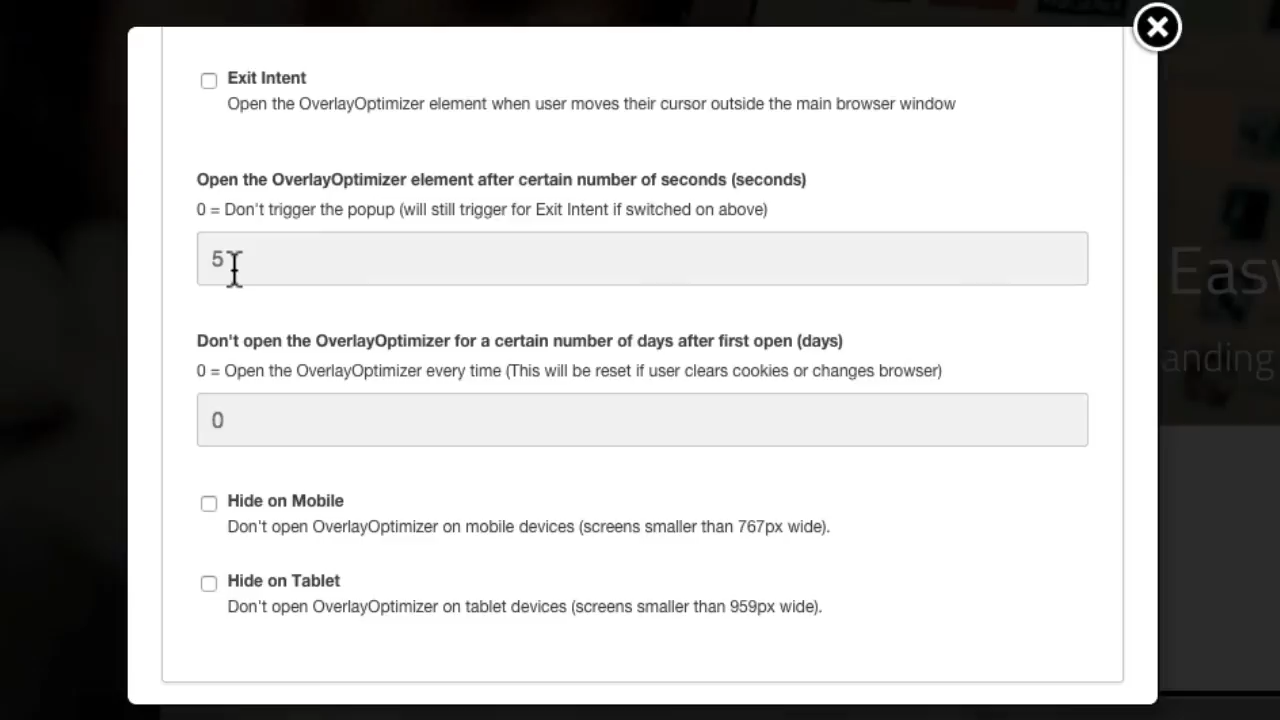 Exit Intent
Open the OverlayOptimizer element when user moves their cursor outside the main browser window
Open the OverlayOptimizer element after certain number of seconds (seconds)
0 = Don't trigger the popup (will still trigger for Exit Intent if switched on above)
5
Don't open the OverlayOptimizer for a certain number of days after first open (days)
0 = Open the OverlayOptimizer every time (This will be reset if user clears cookies or changes browser)
0
Hide on Mobile
Don't open OverlayOptimizer on mobile devices (screens smaller than 767px wide).
Hide on Tablet
Don't open OverlayOptimizer on tablet devices (screens smaller than 959px wide).
anding